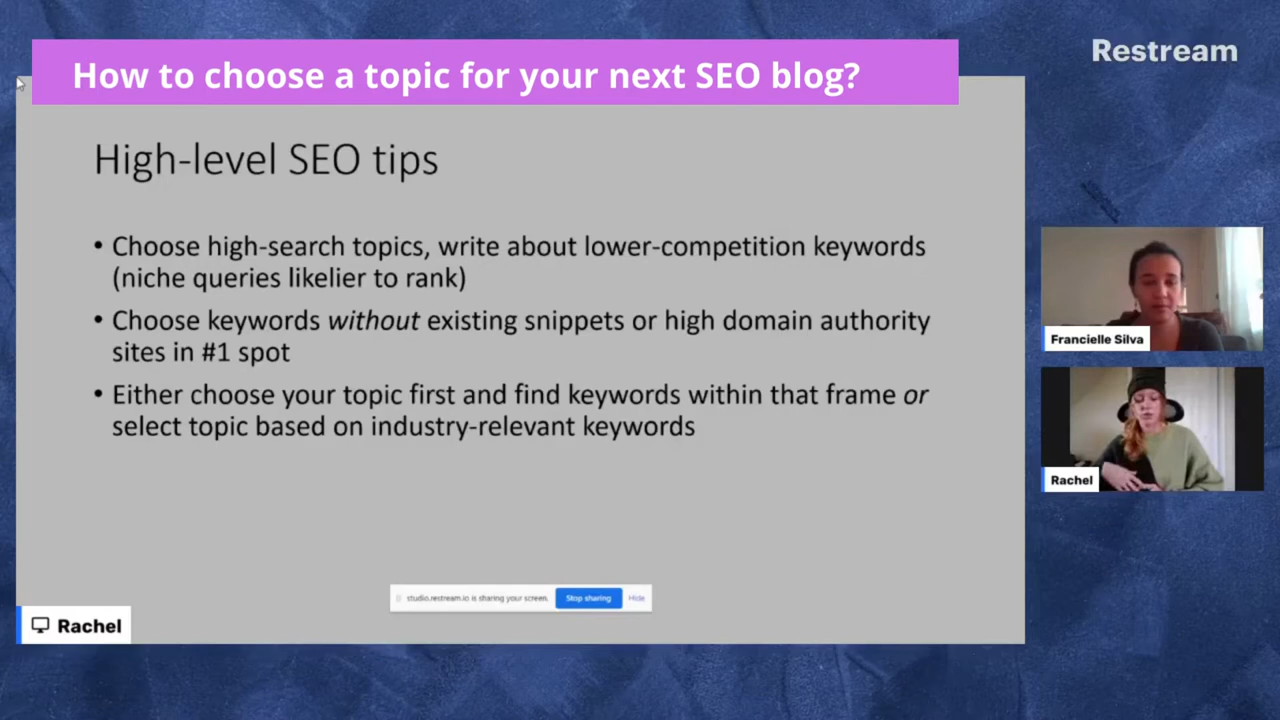 How to choose a topic for your next SEO blog?
Restream
High-level SEO tips
• Choose high-search topics, write about lower-competition keywords
(niche queries likelier to rank)
• Choose keywords without existing snippets or high domain authority
sites in #1 spot
• Either choose your topic first and find keywords within that frame or
select topic based on industry-relevant keywords
Francielle Silva
Rachel
studio.restream.io is sharing your screen.
Stop sharing
Hide
Rachel